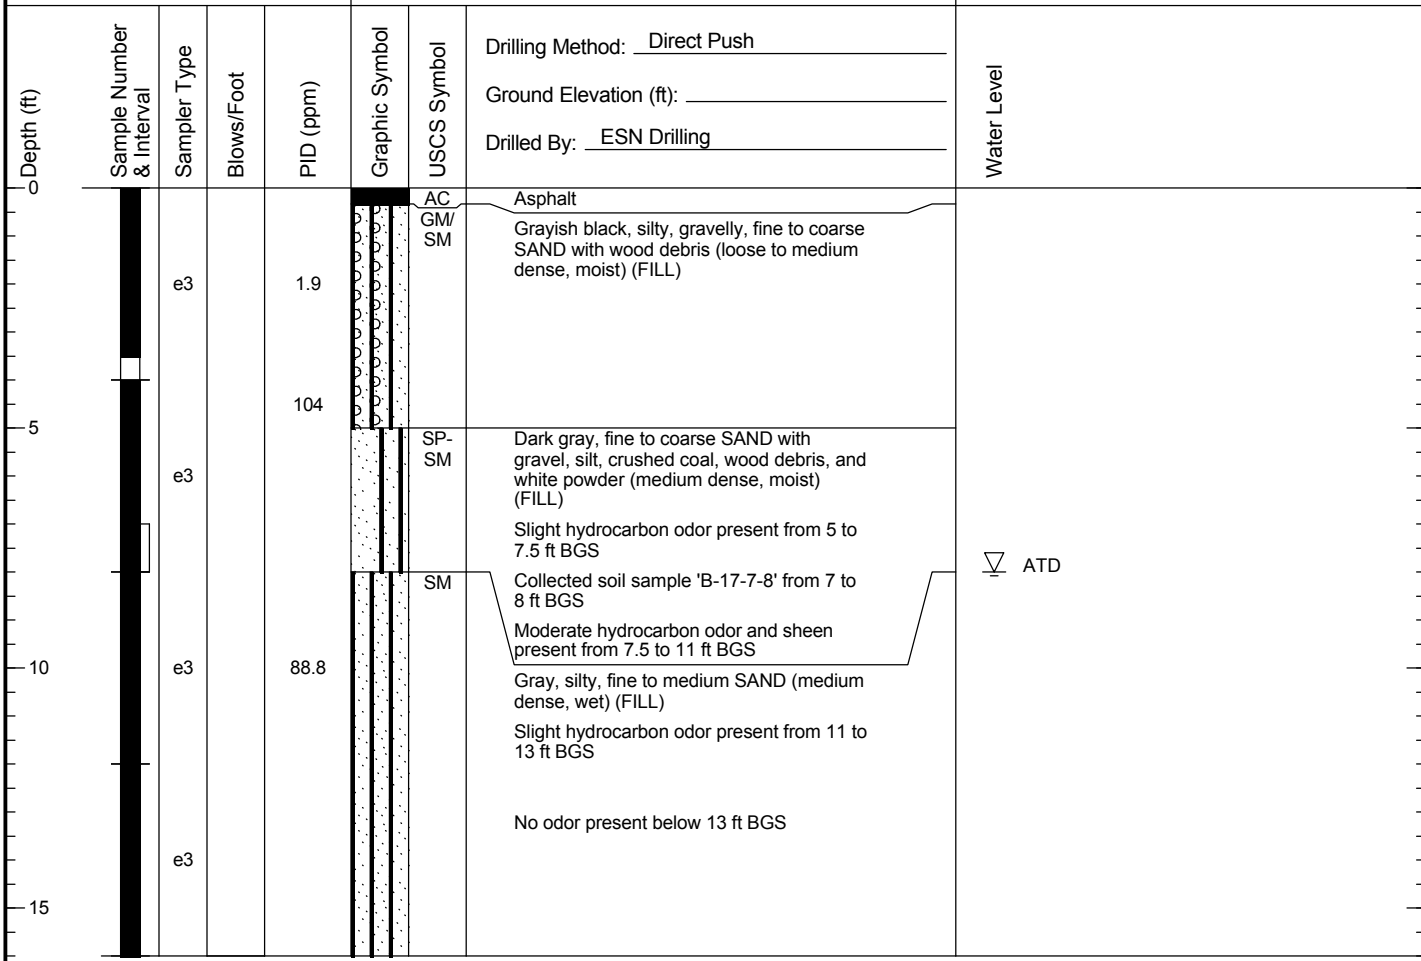 Depth (ft)
Sample Number
& Interval
Sampler Type
Blows/Foot
PID (ppm)
Graphic Symbol
USCS Symbol
Drilling Method: Direct Push
Ground Elevation (ft):
Drilled By: ESN Drilling
Water Level
0
AC
Asphalt
GM/
SM
Grayish black, silty, gravelly, fine to coarse
SAND with wood debris (loose to medium
dense, moist) (FILL)
e3
1.9
104
5
SP-
SM
Dark gray, fine to coarse SAND with
gravel, silt, crushed coal, wood debris, and
white powder (medium dense, moist)
(FILL)
e3
Slight hydrocarbon odor present from 5 to
7.5 ft BGS
ATD
SM
Collected soil sample 'B-17-7-8' from 7 to
8 ft BGS
Moderate hydrocarbon odor and sheen
present from 7.5 to 11 ft BGS
10
e3
88.8
Gray, silty, fine to medium SAND (medium
dense, wet) (FILL)
Slight hydrocarbon odor present from 11 to
13 ft BGS
No odor present below 13 ft BGS
e3
15